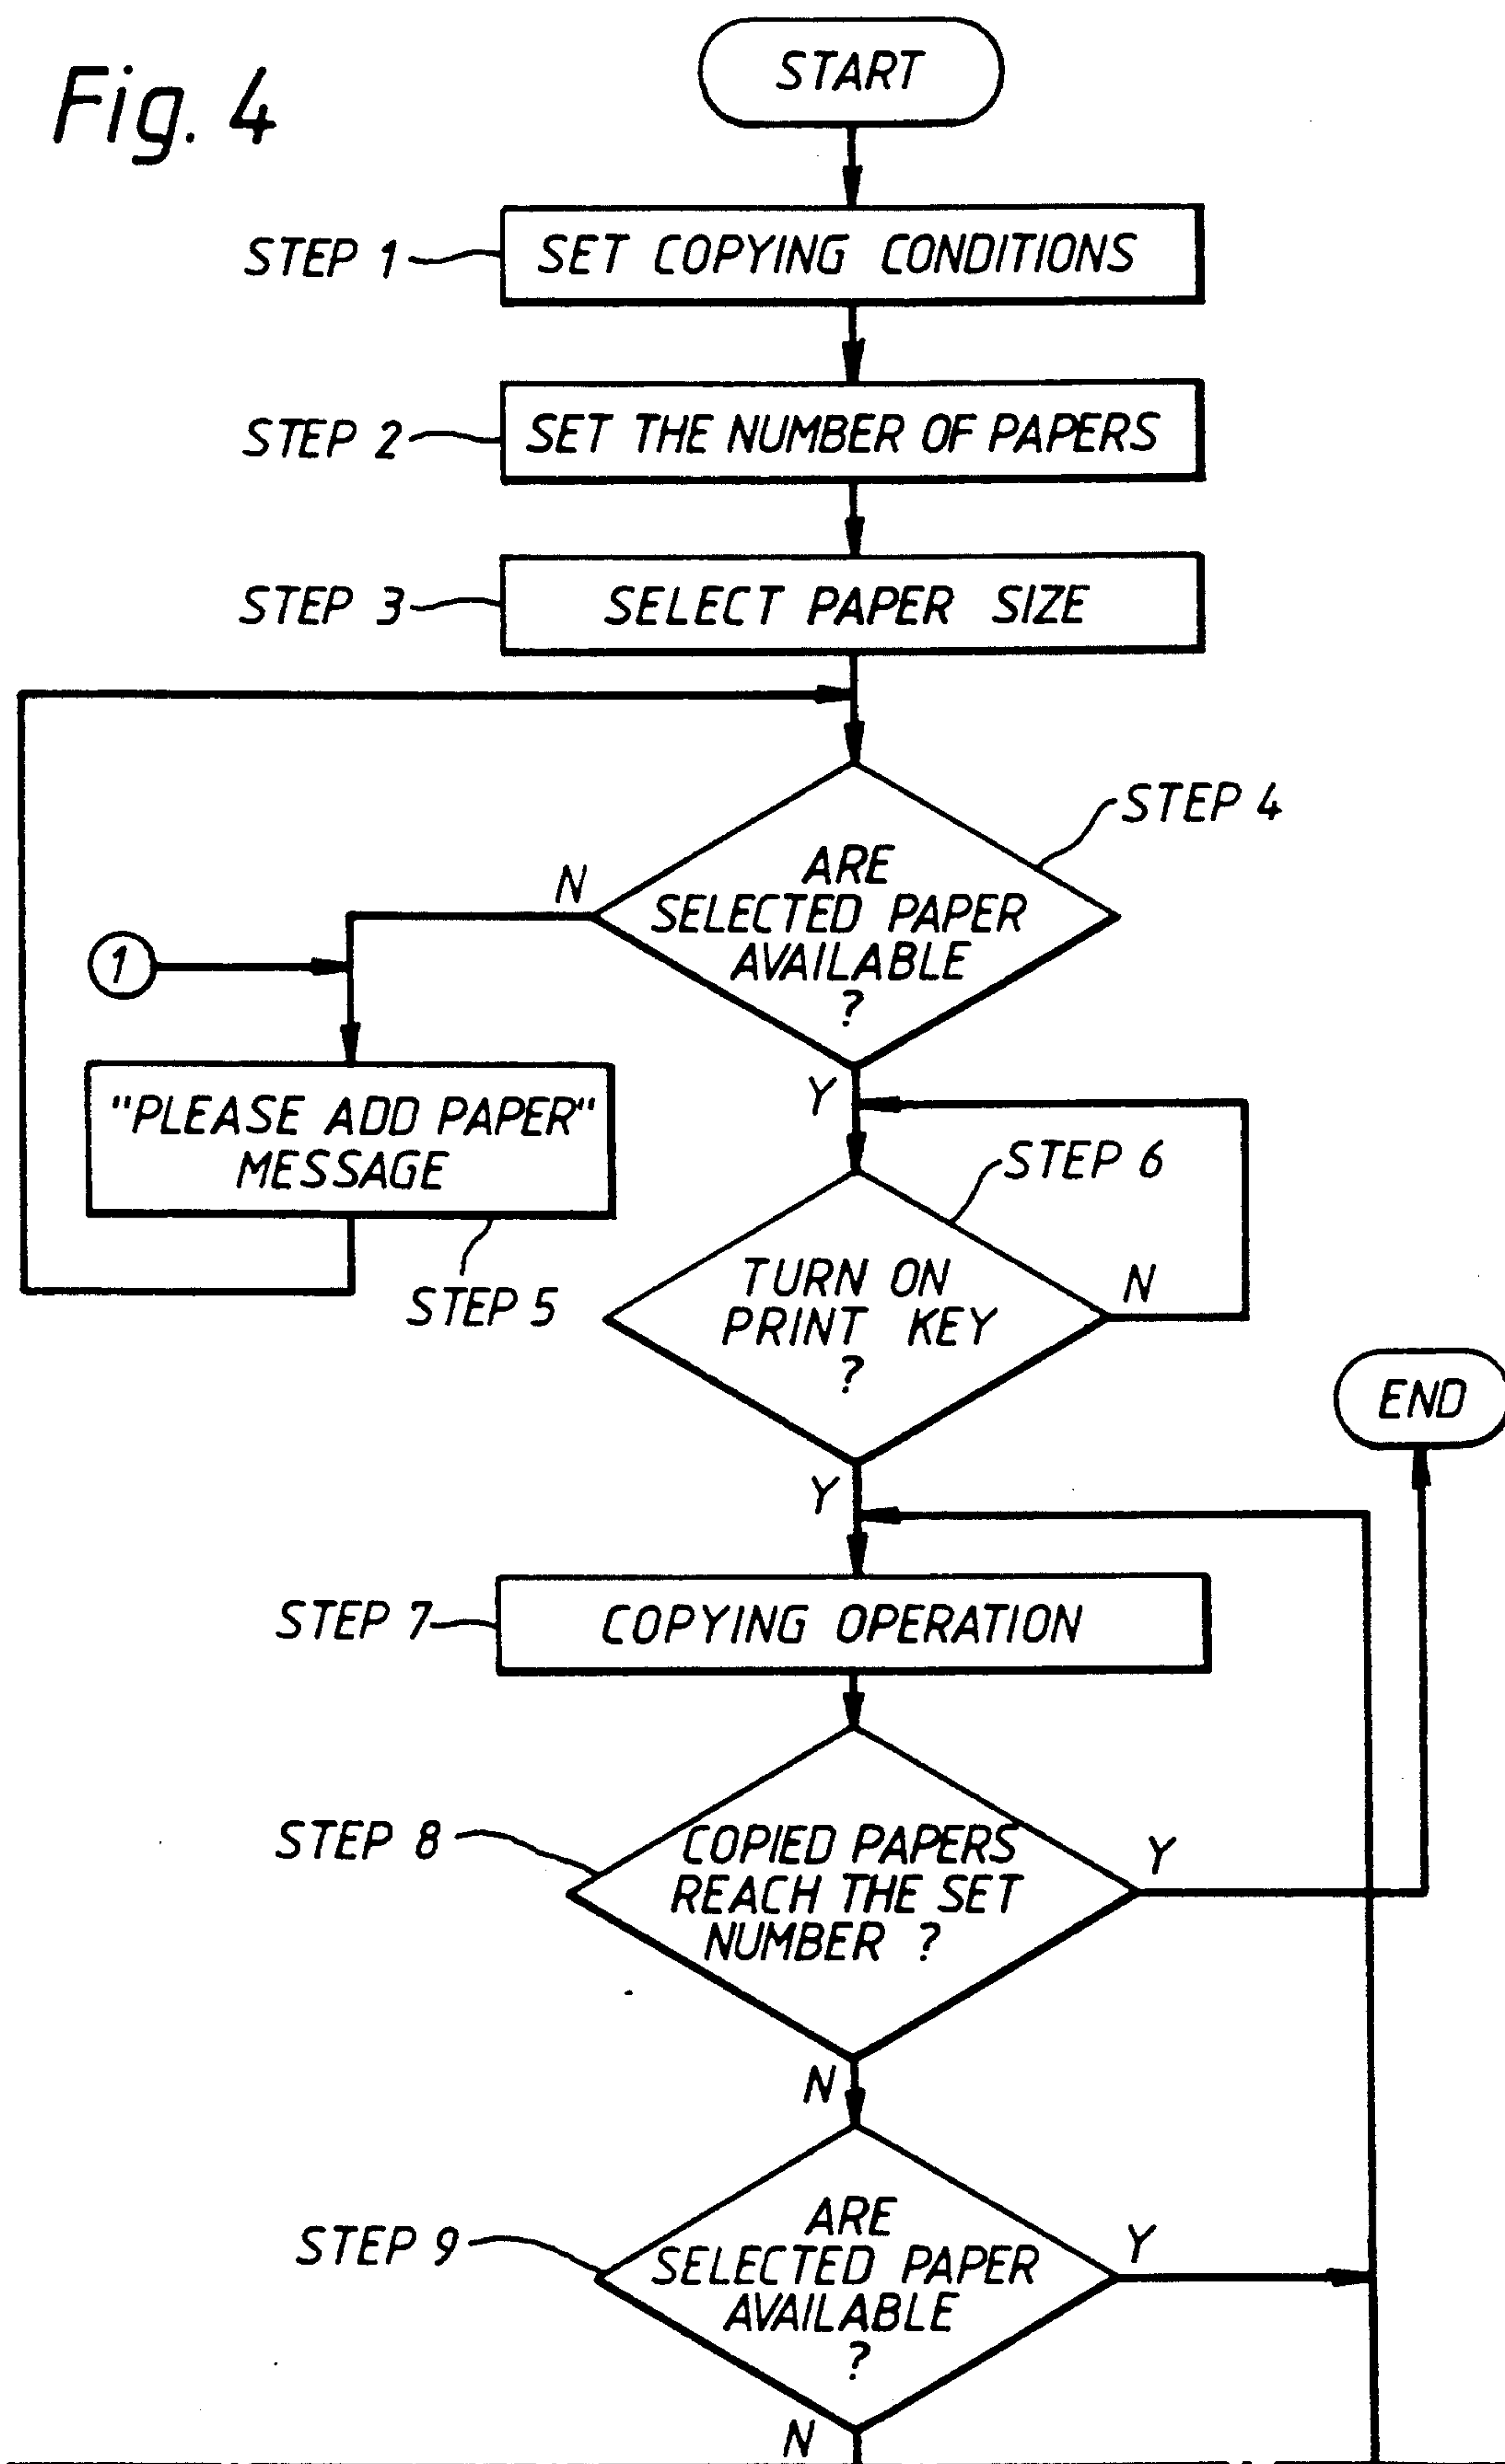 Fig. 4
START
STEP 1
SET COPYING CONDITIONS
STEP 2
SET THE NUMBER OF PAPERS
STEP 3
SELECT PAPER SIZE
STEP 4
ARE
SELECTED PAPER
AVAILABLE
?
N
1
Y
"PLEASE ADD PAPER"
MESSAGE
STEP 5
STEP 6
TURN ON
PRINT KEY
?
N
Y
END
STEP 7
COPYING OPERATION
STEP 8
COPIED PAPERS
REACH THE SET
NUMBER ?
Y
N
STEP 9
ARE
SELECTED PAPER
AVAILABLE
?
Y
N